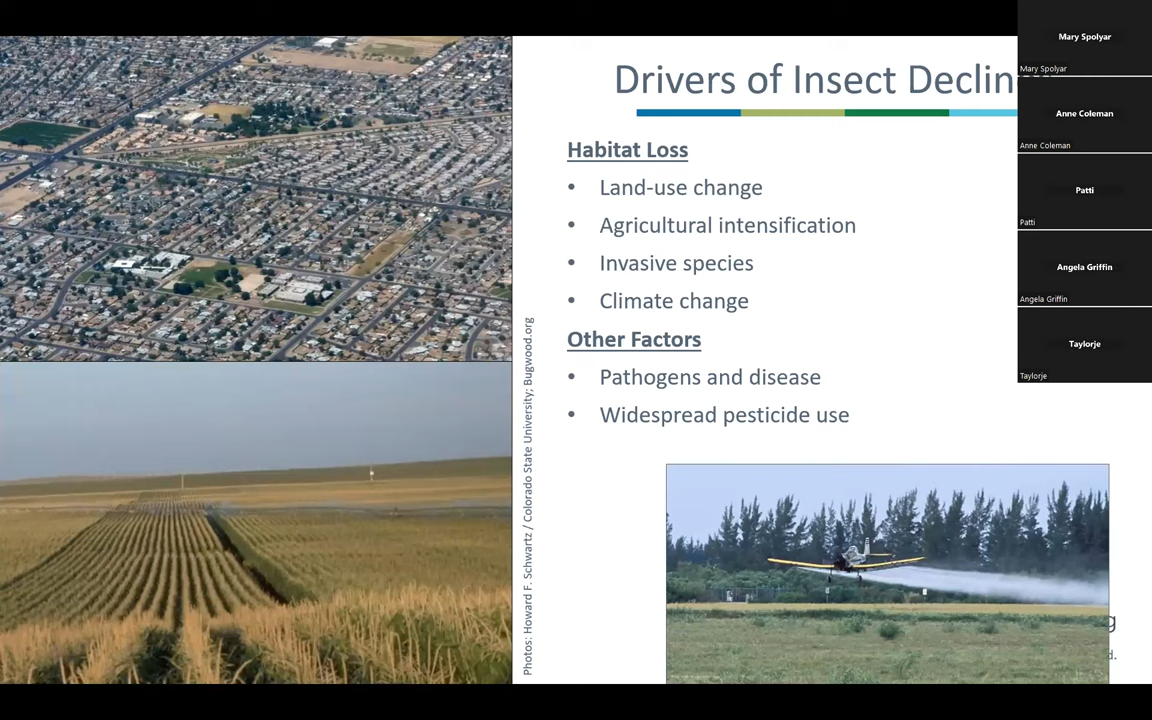 Drivers of Insect Declin
Habitat Loss
• Land-use change
• Agricultural intensification
• Invasive species
• Climate change
Other Factors
• Pathogens and disease
• Widespread pesticide use
Photos: Howard F. Schwartz / Colorado State University; Bugwood.org
Mary Spolyar
Mary Spolyar
Anne Coleman
Anne Coleman
Patti
Patti
Angela Griffin
Angela Griffin
Taylorje
Taylorje
g
d.